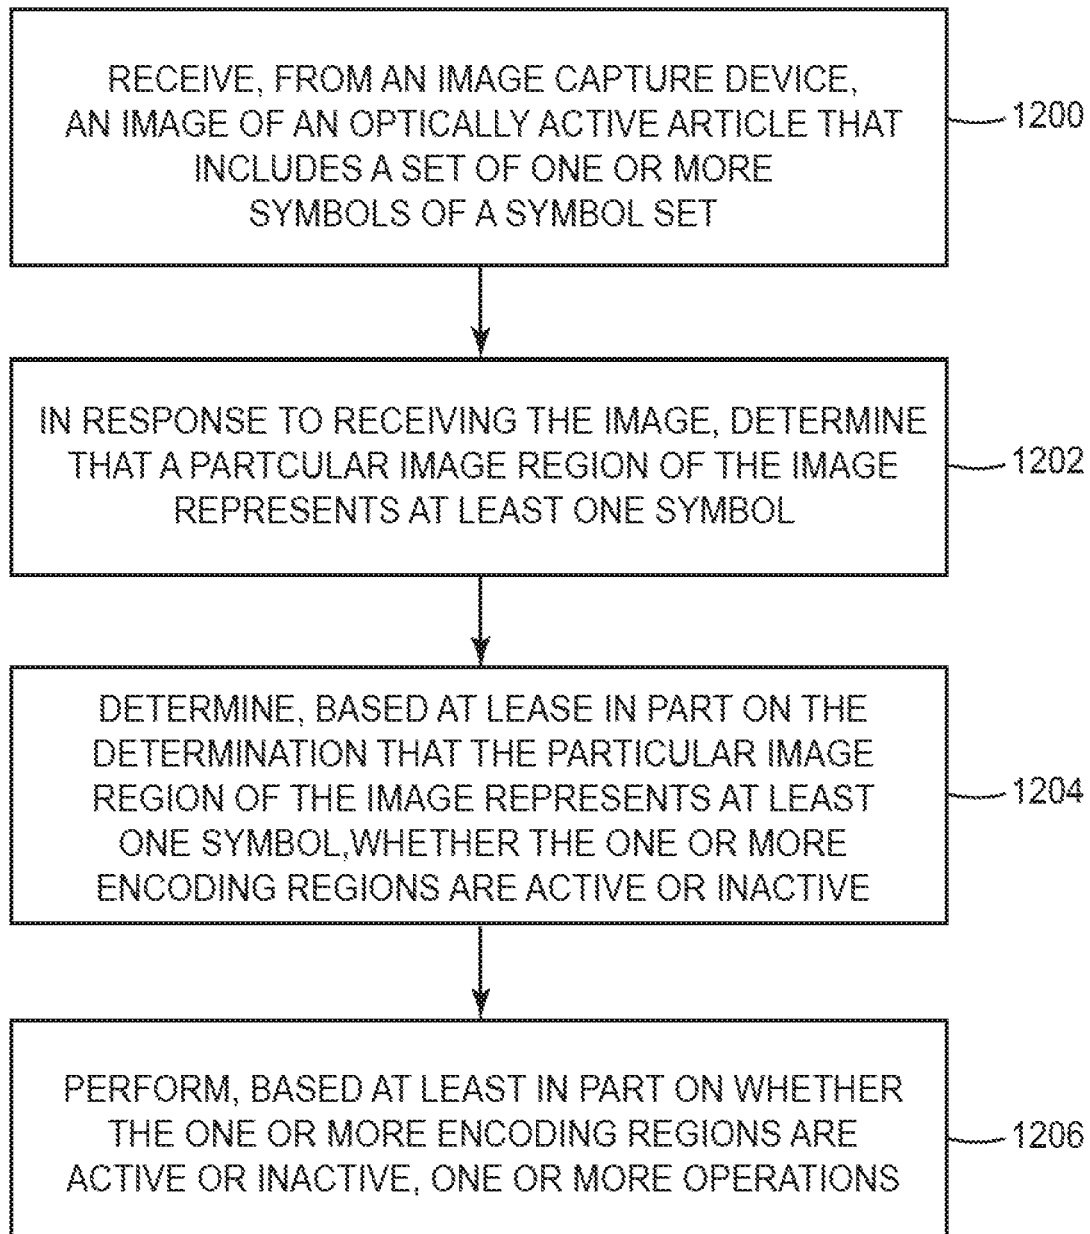 RECEIVE, FROM AN IMAGE CAPTURE DEVICE,
AN IMAGE OF AN OPTICALLY ACTIVE ARTICLE THAT
INCLUDES A SET OF ONE OR MORE
SYMBOLS OF A SYMBOL SET
1200
IN RESPONSE TO RECEIVING THE IMAGE, DETERMINE
THAT A PARTCULAR IMAGE REGION OF THE IMAGE
REPRESENTS AT LEAST ONE SYMBOL
1202
DETERMINE, BASED AT LEASE IN PART ON THE
DETERMINATION THAT THE PARTICULAR IMAGE
REGION OF THE IMAGE REPRESENTS AT LEAST
ONE SYMBOL,WHETHER THE ONE OR MORE
ENCODING REGIONS ARE ACTIVE OR INACTIVE
1204
PERFORM, BASED AT LEAST IN PART ON WHETHER
THE ONE OR MORE ENCODING REGIONS ARE
ACTIVE OR INACTIVE, ONE OR MORE OPERATIONS
1206